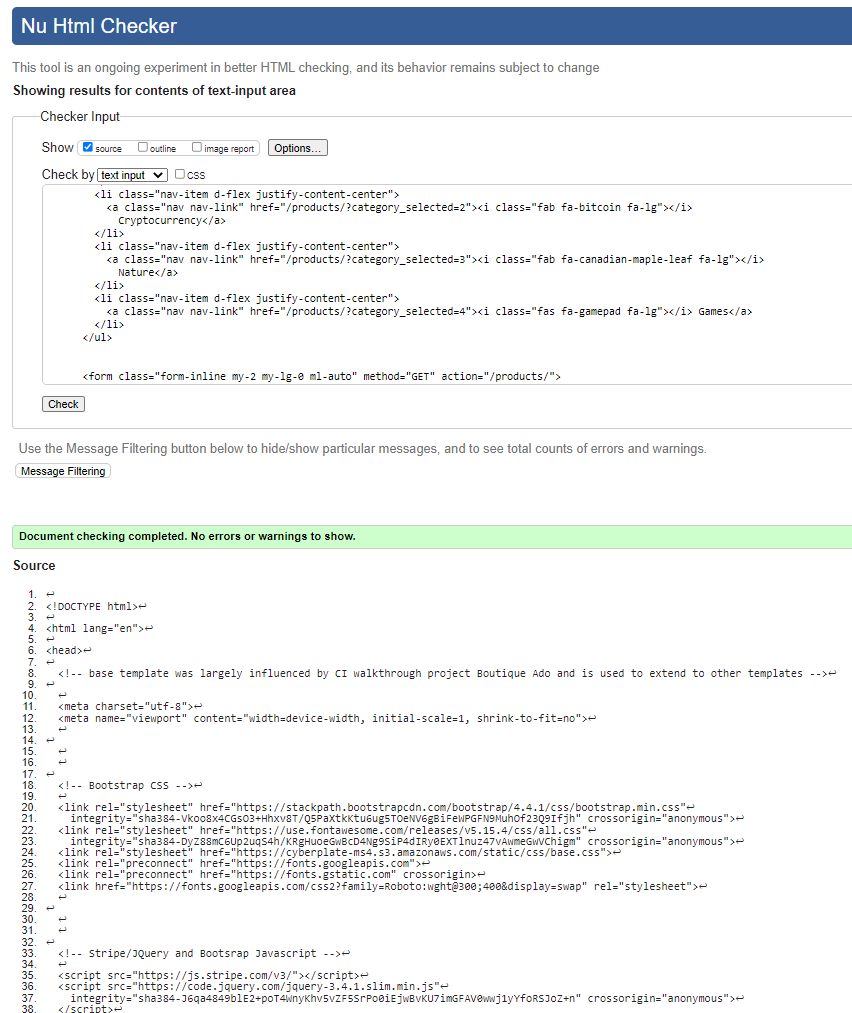 Nu Html Checker
This tool is an ongoing experiment in better HTML checking, and its behavior remains subject to change
Showing results for contents of text-input area
Checker Input
Show source outline image report Options...
Check by text input CSS
<li class="nav-item d-flex justify-content-center">
<a class="nav nav-link" href="/products/?category_selected=2"><i class="fab fa-bitcoin fa-lg"></i>
Cryptocurrency</a>
</li>
<li class="nav-item d-flex justify-content-center">
<a class="nav nav-link" href="/products/?category_selected=3"><i class="fab fa-canadian-maple-leaf fa-lg"></i>
Nature</a>
</li>
<li class="nav-item d-flex justify-content-center">
<a class="nav nav-link" href="/products/?category_selected=4"><i class="fas fa-gamepad fa-lg"></i> Games</a>
</li>
</ul>
<form class="form-inline my-2 my-lg-0 ml-auto" method="GET" action="/products/">
Check
Use the Message Filtering button below to hide/show particular messages, and to see total counts of errors and warnings.
Message Filtering
Document checking completed. No errors or warnings to show.
Source
1. ↩
2. <!DOCTYPE html>↩
3. ↩
4. <html lang="en">↩
5. ↩
6. <head>↩
7. ↩
8. <!-- base template was largely influenced by CI walkthrough project Boutique Ado and is used to extend to other templates -->↩
9. ↩
10. ↩
11. <meta charset="utf-8">↩
12. <meta name="viewport" content="width=device-width, initial-scale=1, shrink-to-fit=no">↩
13. ↩
14. ↩
15. ↩
16. ↩
17. ↩
18. <!-- Bootstrap CSS -->↩
19. ↩
20. <link rel="stylesheet" href="https://stackpath.bootstrapcdn.com/bootstrap/4.4.1/css/bootstrap.min.css"↩
21. integrity="sha384-Vkoo8x4CGsO3+Hhxv8T/Q5PaXtkKtu6ug5TOeNV6gBiFeWPGFN9MuhOf23Q9Ifjh" crossorigin="anonymous">↩
22. <link rel="stylesheet" href="https://use.fontawesome.com/releases/v5.15.4/css/all.css"↩
23. integrity="sha384-DyZ88mC6Up2uqS4h/KRgHuoeGwBcD4Ng9SiP4dIRy0EXTlnuz47vAwmeGwVChigm" crossorigin="anonymous">↩
24. <link rel="stylesheet" href="https://cyberplate-ms4.s3.amazonaws.com/static/css/base.css">↩
25. <link rel="preconnect" href="https://fonts.googleapis.com">↩
26. <link rel="preconnect" href="https://fonts.gstatic.com" crossorigin>↩
27. <link href="https://fonts.googleapis.com/css2?family=Roboto:wght@300;400&display=swap" rel="stylesheet">↩
28. ↩
29. ↩
30. ↩
31. ↩
32. ↩
33. <!-- Stripe/JQuery and Bootsrap Javascript -->↩
34. ↩
35. <script src="https://js.stripe.com/v3/"></script>↩
36. <script src="https://code.jquery.com/jquery-3.4.1.slim.min.js"↩
37. integrity="sha384-J6qa4849blE2+poT4WnyKhv5vZF5SrPo0iEjwBvKU7imGFAV0wwj1yYfoRSJoZ+n" crossorigin="anonymous">↩
38. </script>↩